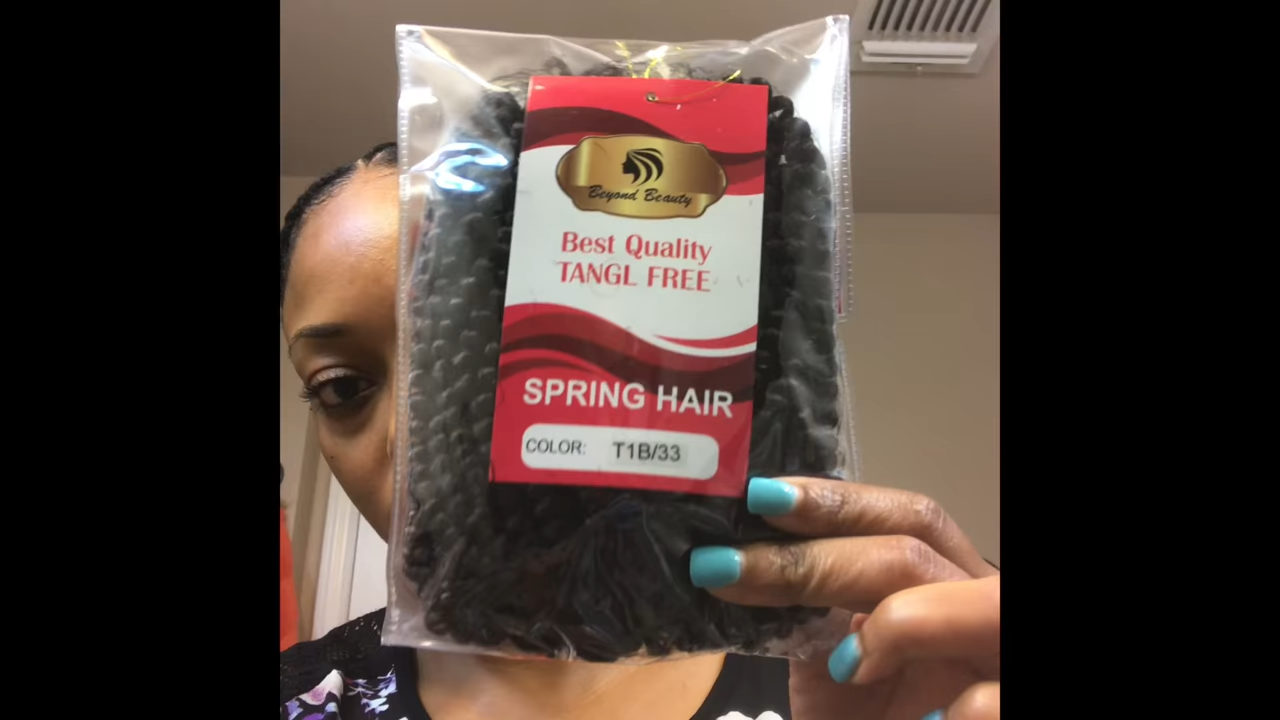 Beyond Beauty
Best Quality
TANGL FREE
SPRING HAIR
COLOR: T1B/33